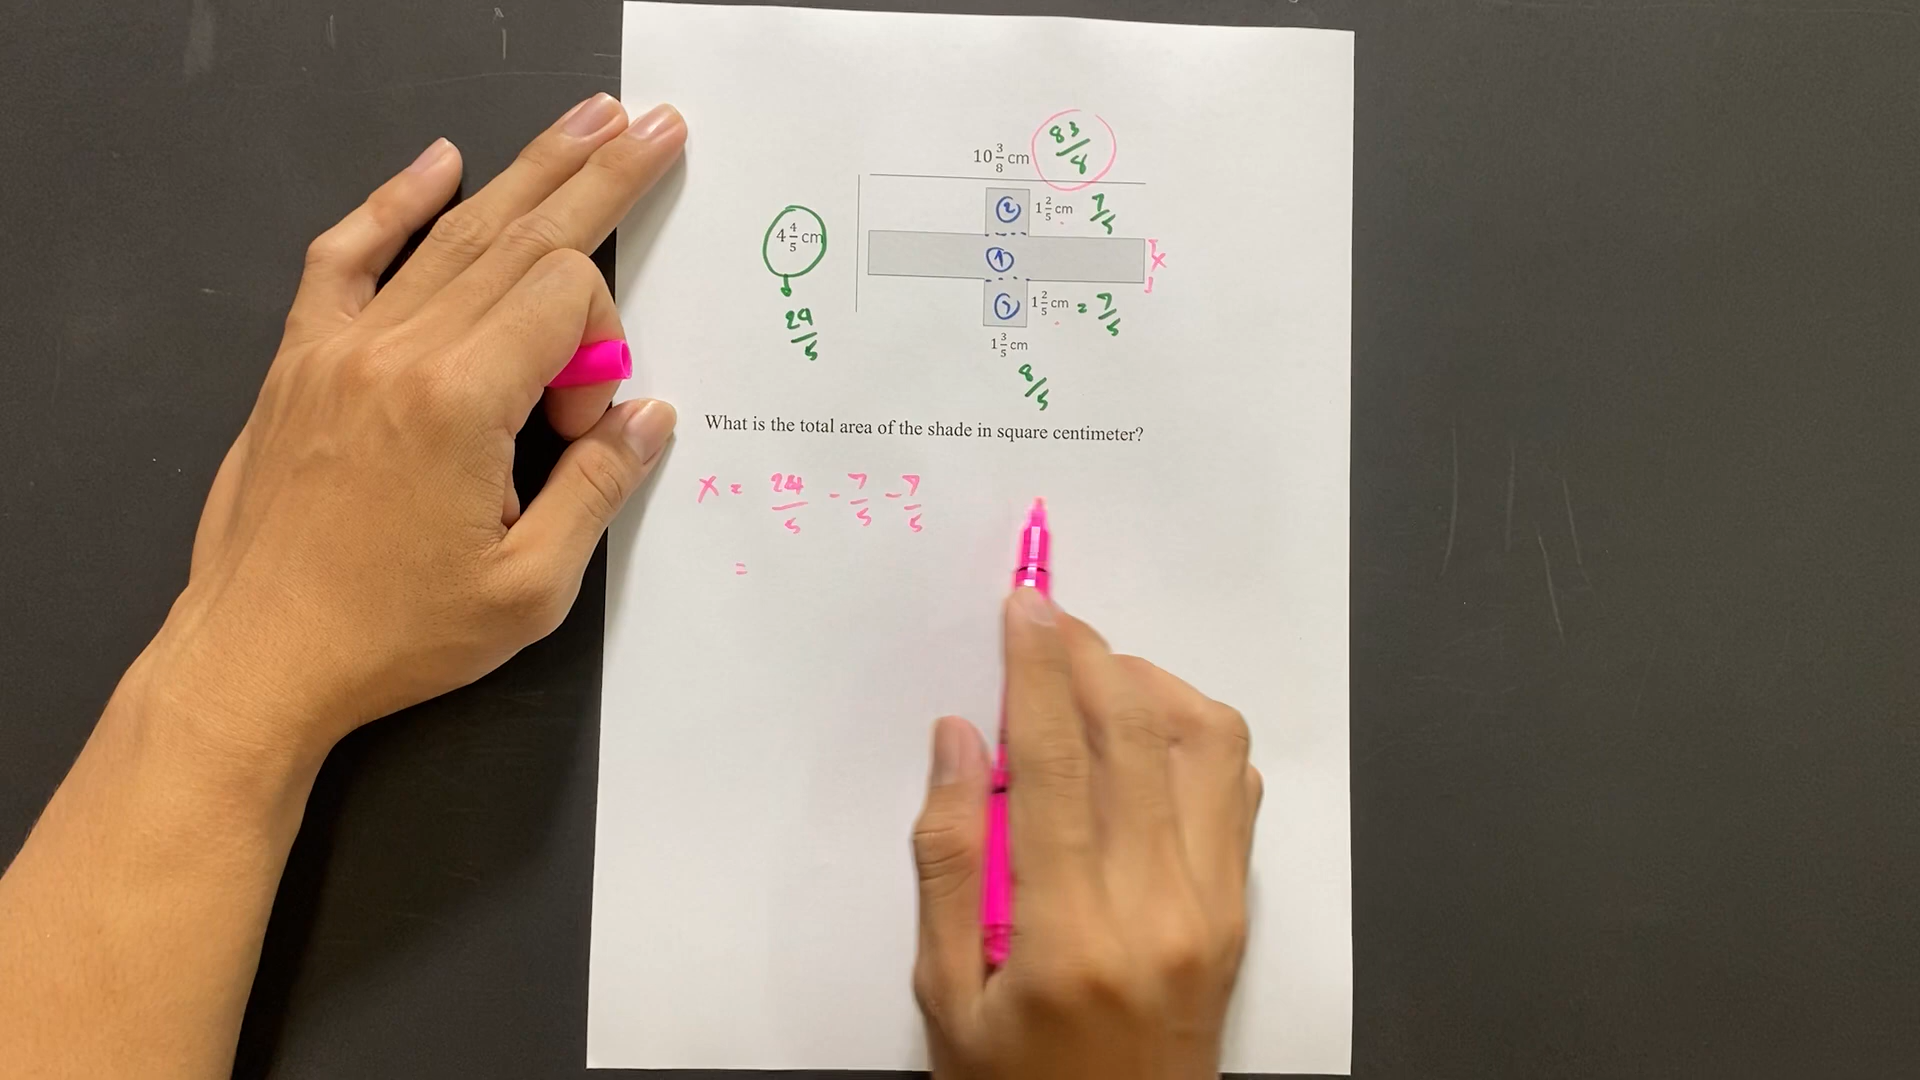 10 3/8 cm 83/8
② 1 2/5 cm 7/5
4 4/5 cm
① x
24/5
③ 1 2/5 cm = 7/5
1 3/5 cm
8/5
What is the total area of the shade in square centimeter?
x = 24/5 - 7/5 - 7/5
=